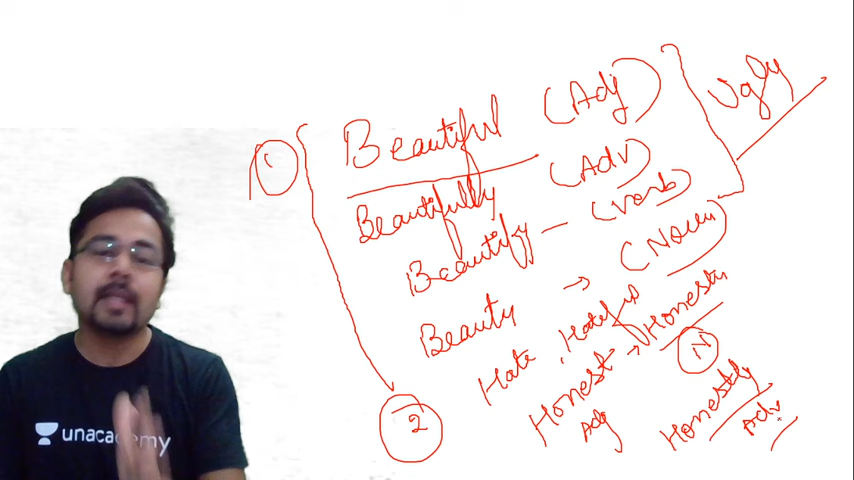 1 Beautiful (Adj) Ugly
Beautifully (Adv)
Beautify - (Verb)
Beauty → (Noun)
Hate, Hateful
Honest → Honesty
Adj N
Honestly
Adv
2
unacademy